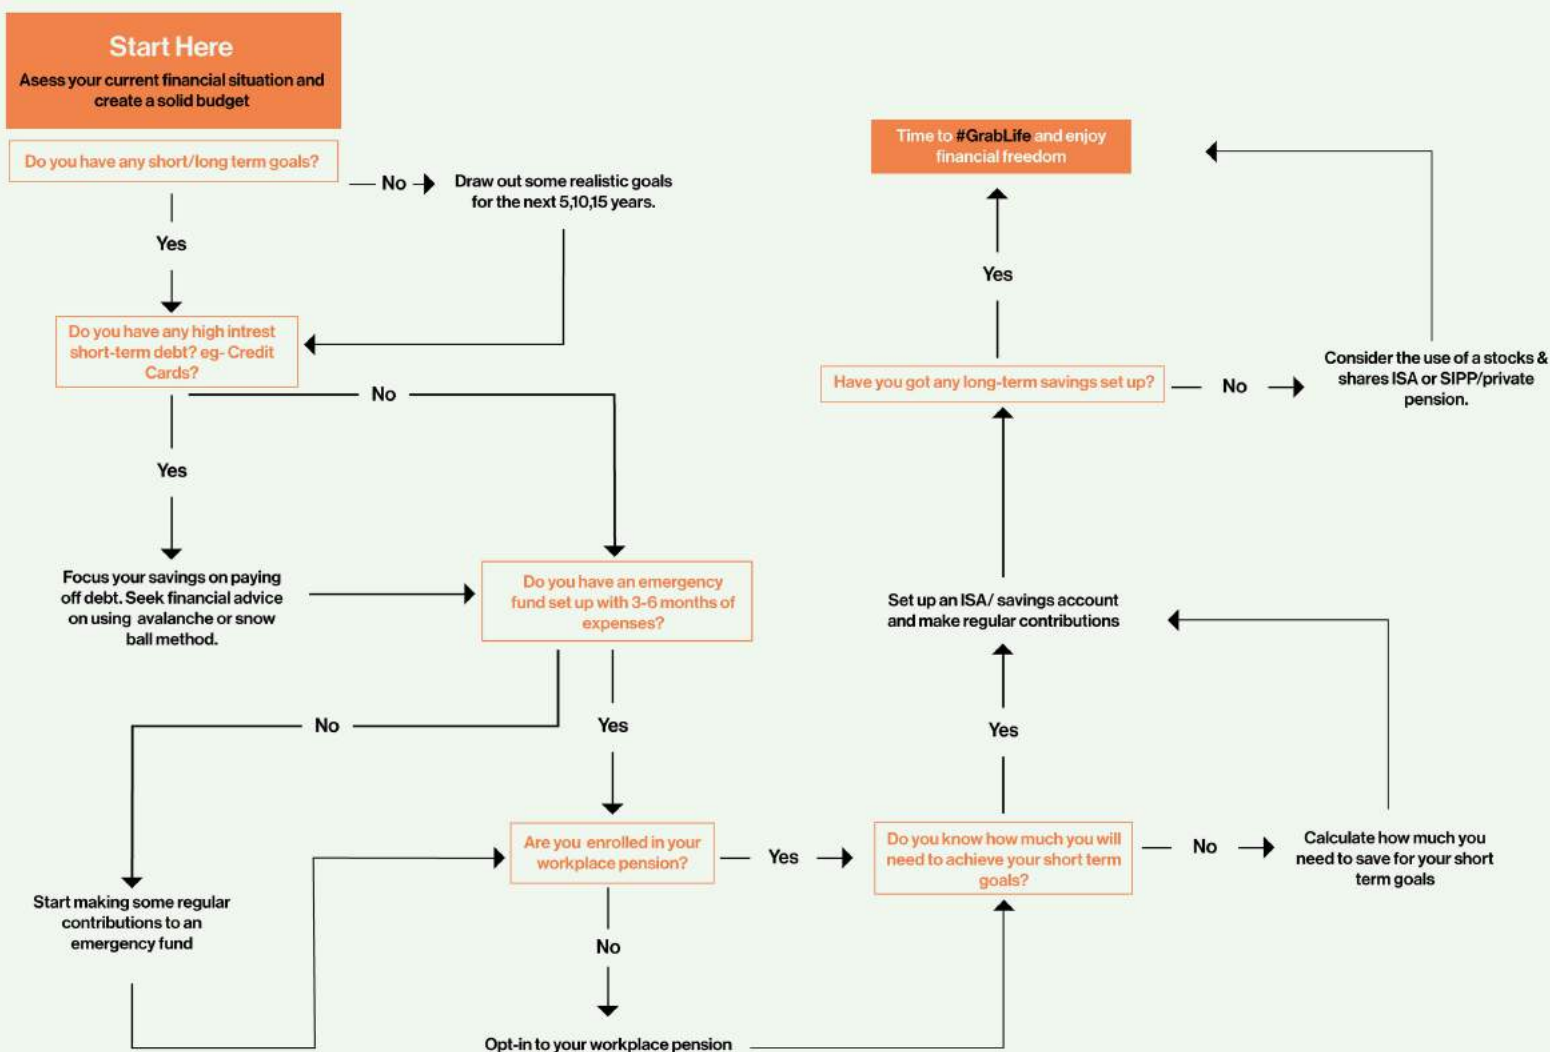 Start Here
Asess your current financial situation and
create a solid budget
Do you have any short/long term goals?
No
Draw out some realistic goals
for the next 5,10,15 years.
Yes
Do you have any high intrest
short-term debt? eg- Credit
Cards?
No
Yes
Focus your savings on paying
off debt. Seek financial advice
on using avalanche or snow
ball method.
Do you have an emergency
fund set up with 3-6 months of
expenses?
No
Yes
Start making some regular
contributions to an
emergency fund
Are you enrolled in your
workplace pension?
Yes
No
Opt-in to your workplace pension
Do you know how much you will
need to achieve your short term
goals?
No
Calculate how much you
need to save for your short
term goals
Yes
Set up an ISA/ savings account
and make regular contributions
Have you got any long-term savings set up?
No
Consider the use of a stocks &
shares ISA or SIPP/private
pension.
Yes
Time to #GrabLife and enjoy
financial freedom